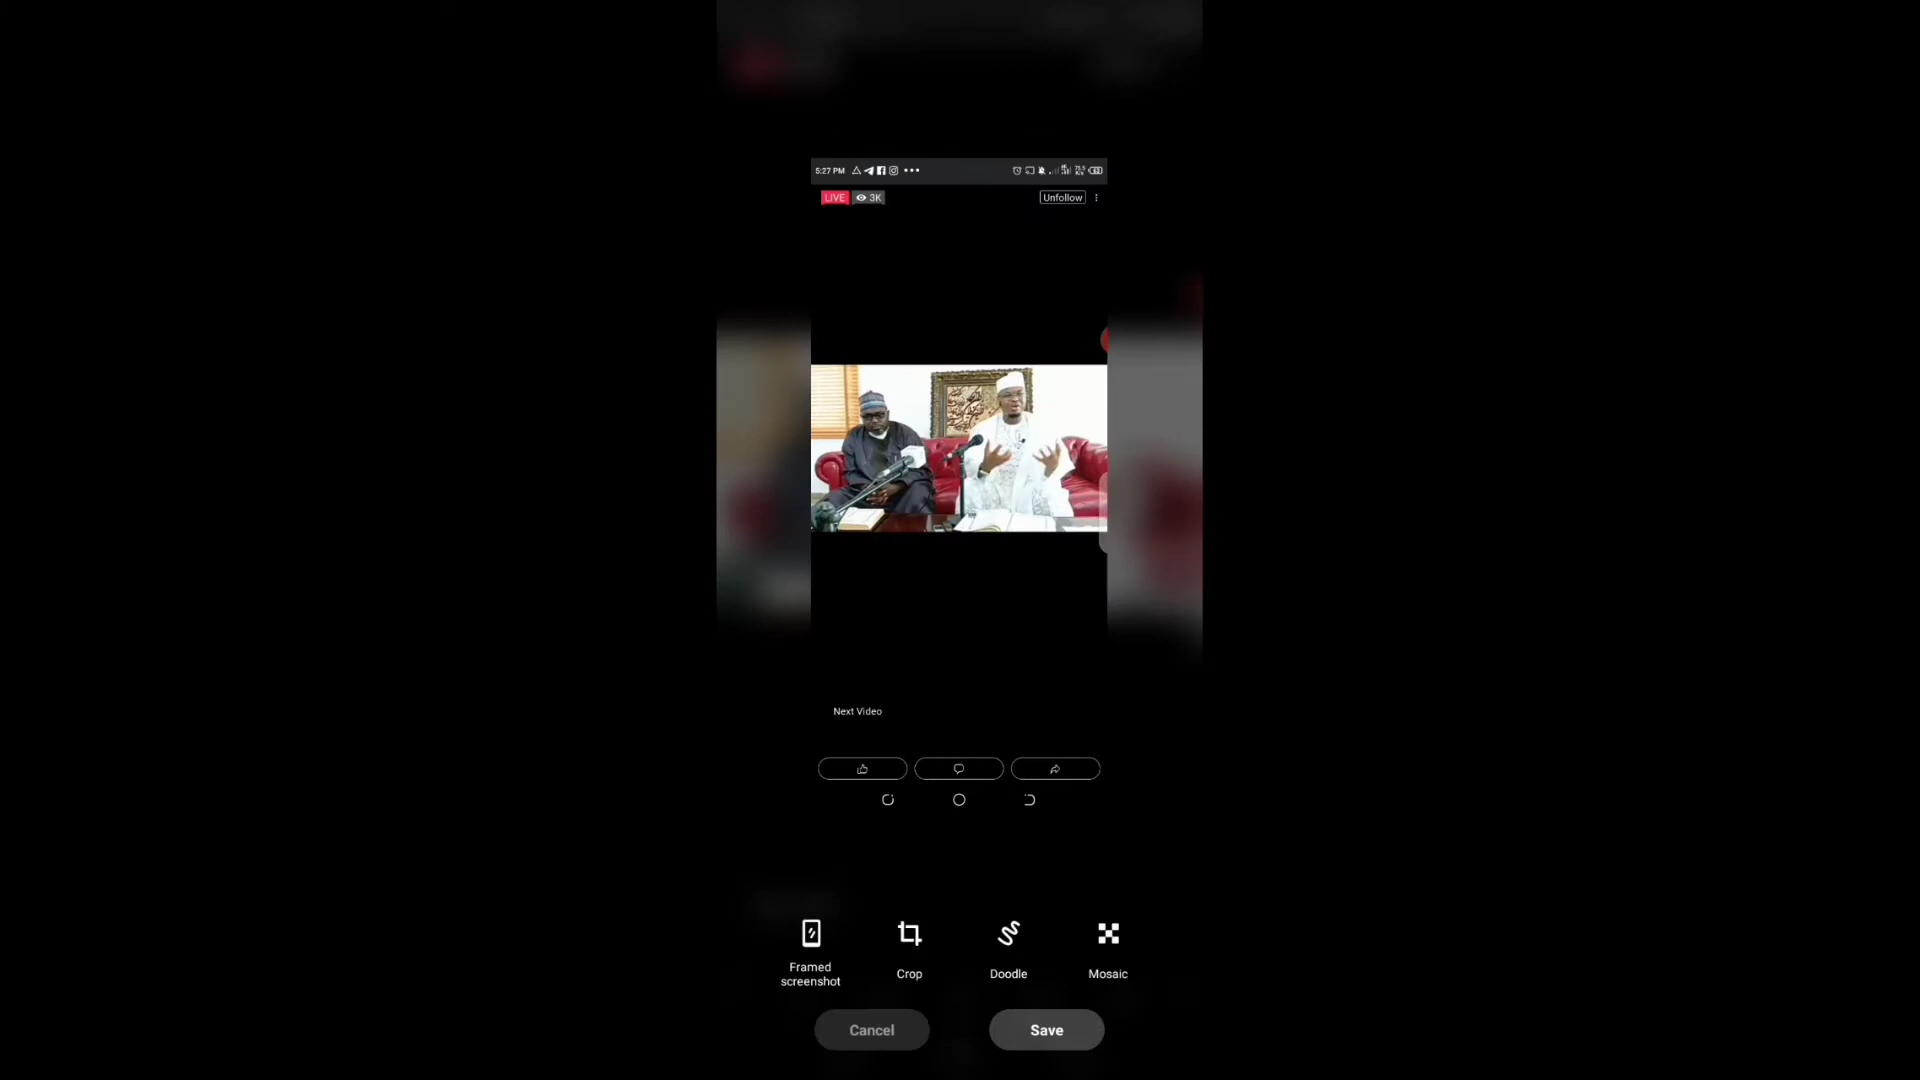 5:27 PM
LIVE 3K
Unfollow
Next Video
Framed
screenshot
Crop
Doodle
Mosaic
Cancel
Save